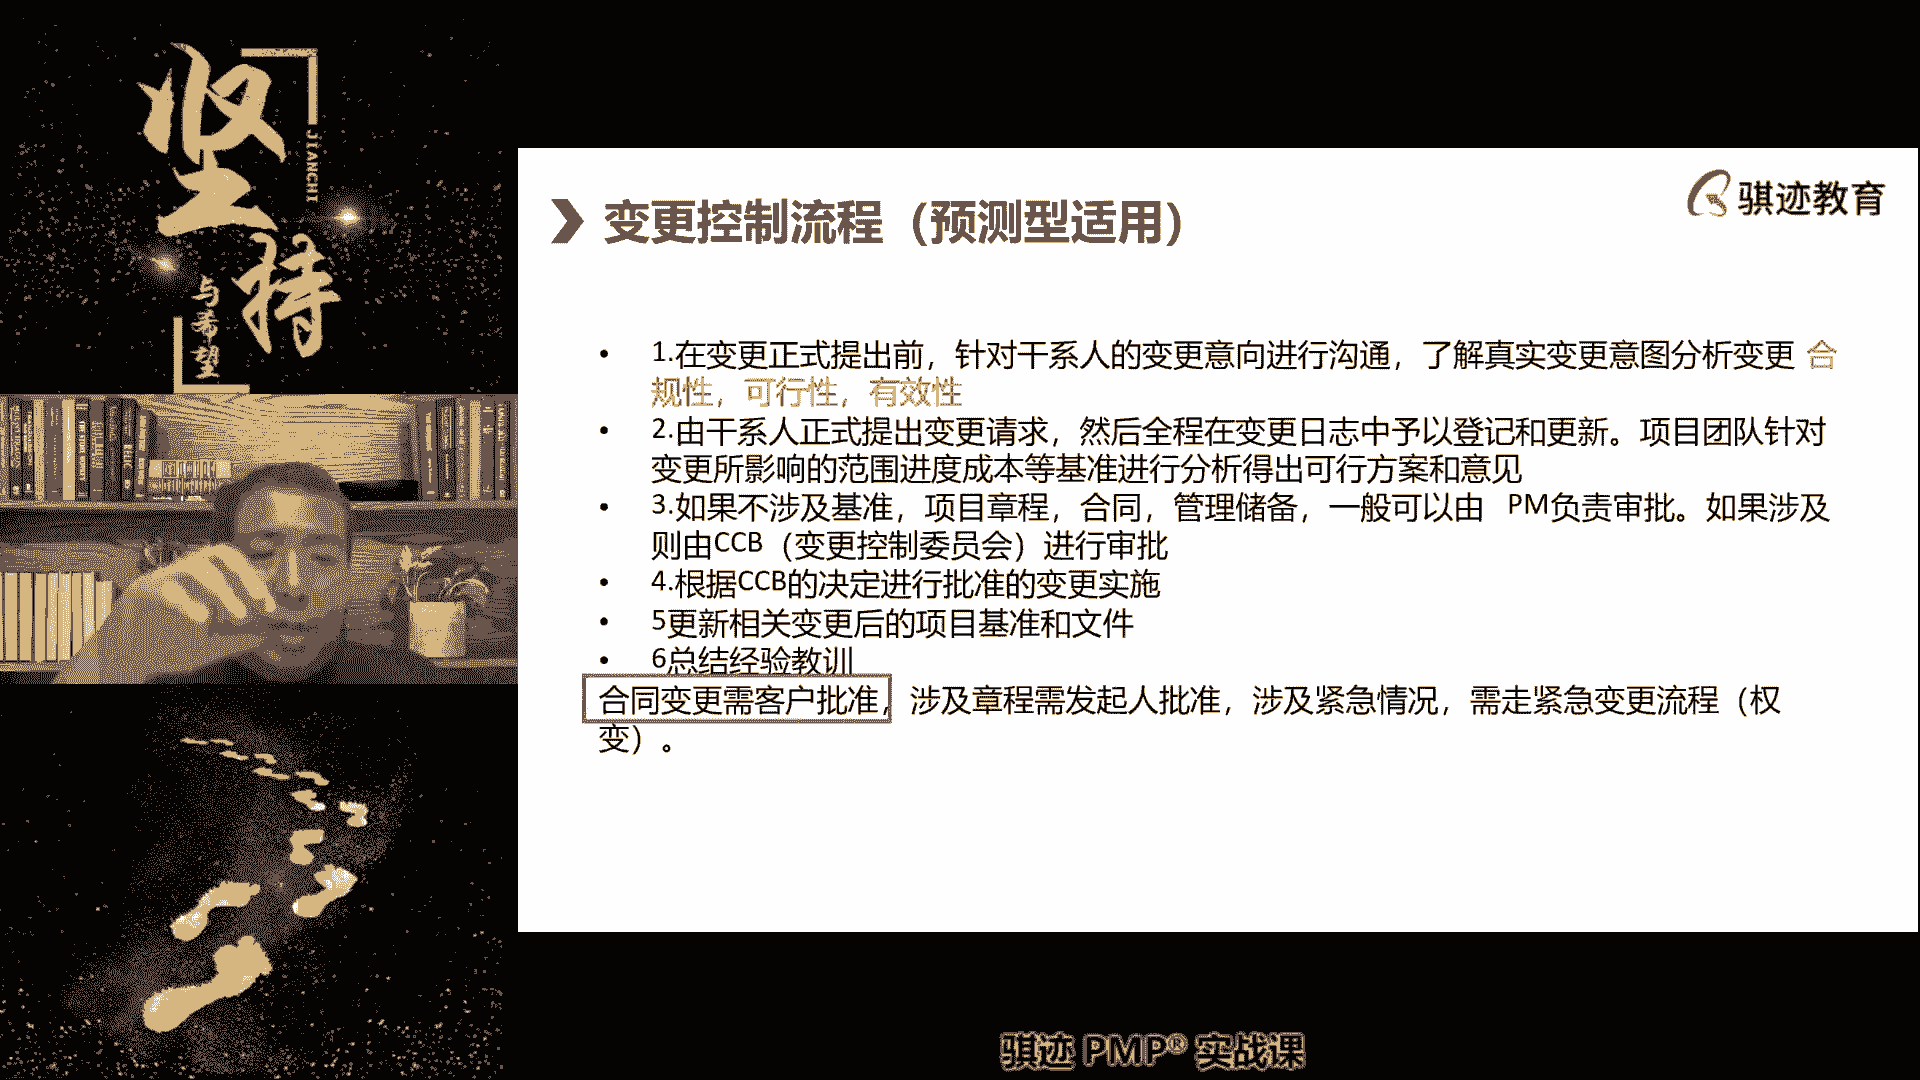 坚持
JIANCHI
与希望
骐迹教育
变更控制流程（预测型适用）
• 1.在变更正式提出前，针对干系人的变更意向进行沟通，了解真实变更意图分析变更 合
规性，可行性，有效性
• 2.由干系人正式提出变更请求，然后全程在变更日志中予以登记和更新。项目团队针对
变更所影响的范围进度成本等基准进行分析得出可行方案和意见
• 3.如果不涉及基准，项目章程，合同，管理储备，一般可以由 PM负责审批。如果涉及
则由CCB（变更控制委员会）进行审批
• 4.根据CCB的决定进行批准的变更实施
• 5更新相关变更后的项目基准和文件
• 6总结经验教训
合同变更需客户批准，涉及章程需发起人批准，涉及紧急情况，需走紧急变更流程（权
变）。
骐迹 PMP® 实战课